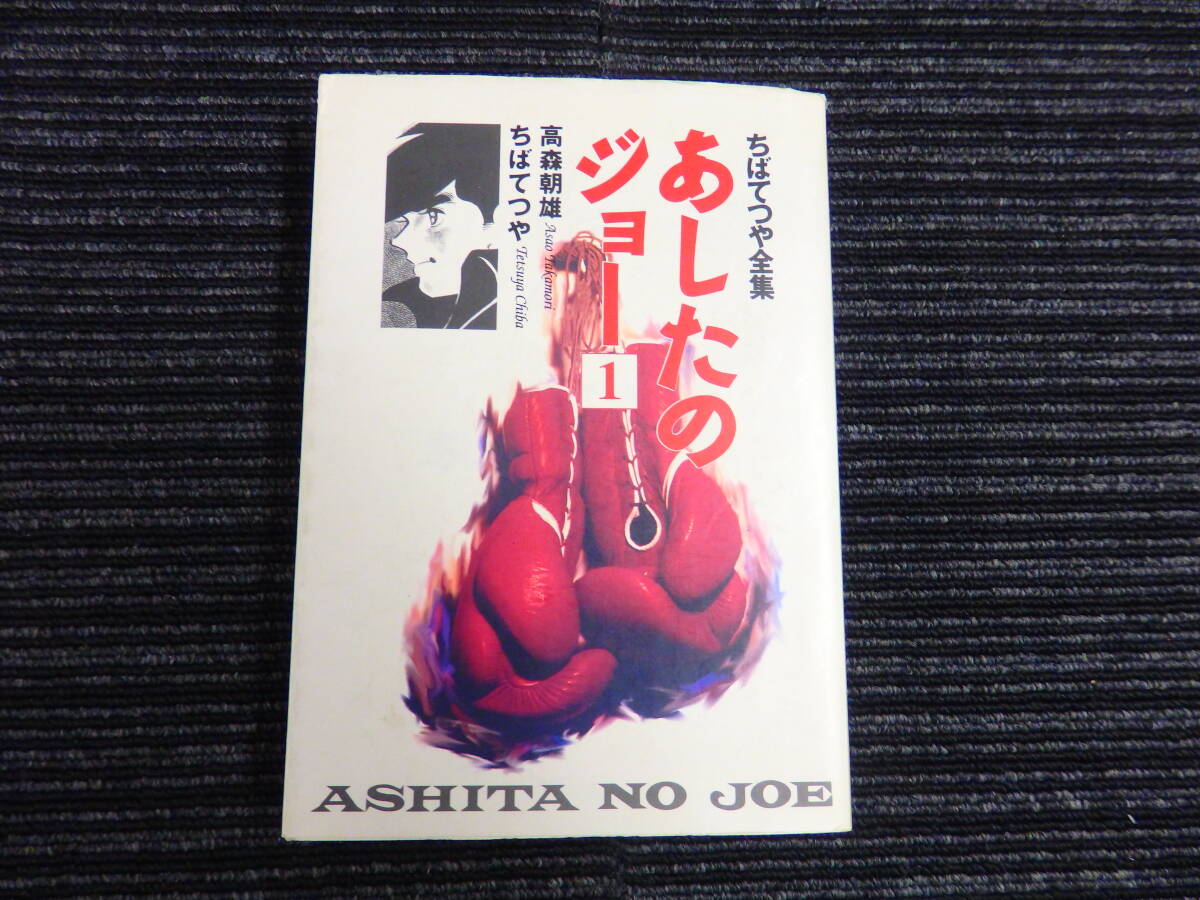 ちばてつや全集
あしたの
ジョー
1
高森朝雄 Asao Takamori
ちばてつや Tetsuya Chiba
ASHITA NO JOE